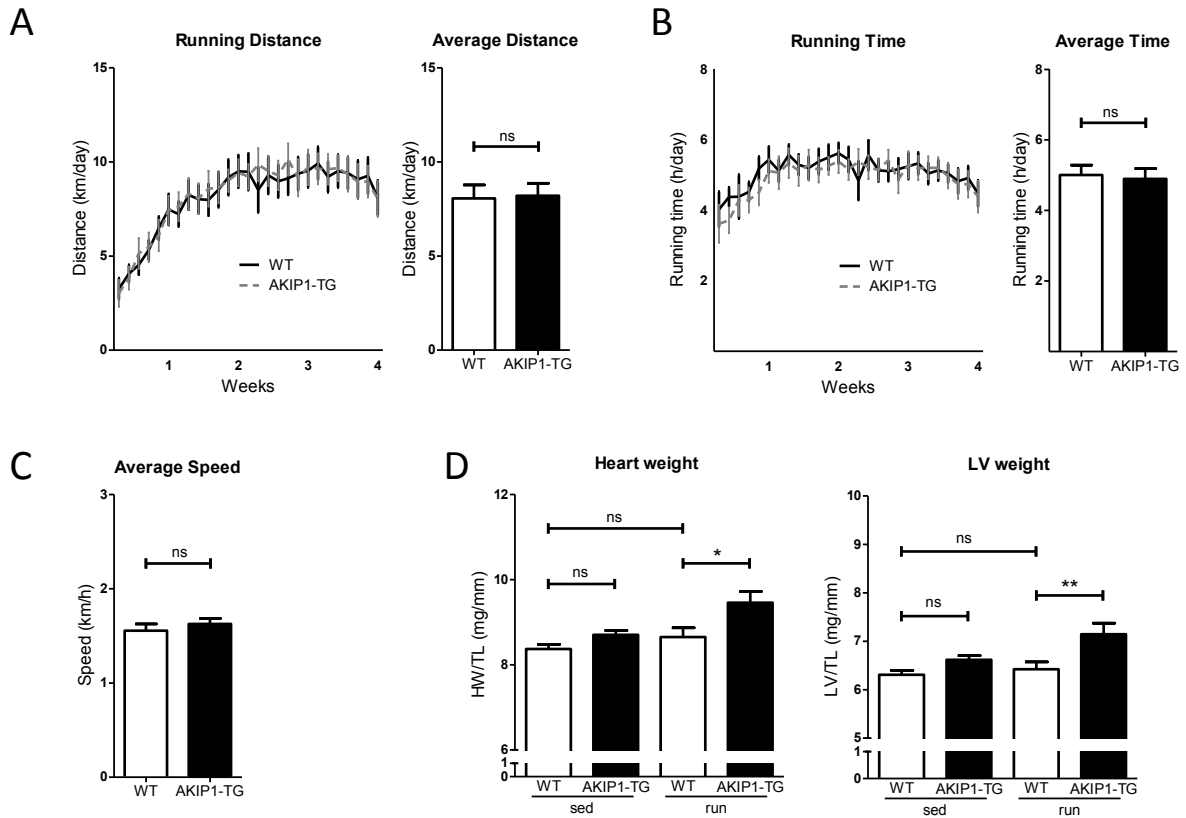 A
Running Distance
Distance (km/day)
15
10
5
0
WT
AKIP1-TG
1 2 3 4
Weeks
Average Distance
Distance (km/day)
15
10
5
0
ns
WT AKIP1-TG
B
Running Time
Running time (h/day)
8
6
4
2
WT
AKIP1-TG
1 2 3 4
Weeks
Average Time
Running time (h/day)
8
6
4
2
0
ns
WT AKIP1-TG
C
Average Speed
Speed (km/h)
3
2
1
0
ns
WT AKIP1-TG
D
Heart weight
HW/TL (mg/mm)
12
10
8
6
1
0
ns
ns
*
WT AKIP1-TG WT AKIP1-TG
sed run
LV weight
LV/TL (mg/mm)
10
9
8
7
6
5
1
0
ns
ns
**
WT AKIP1-TG WT AKIP1-TG
sed run